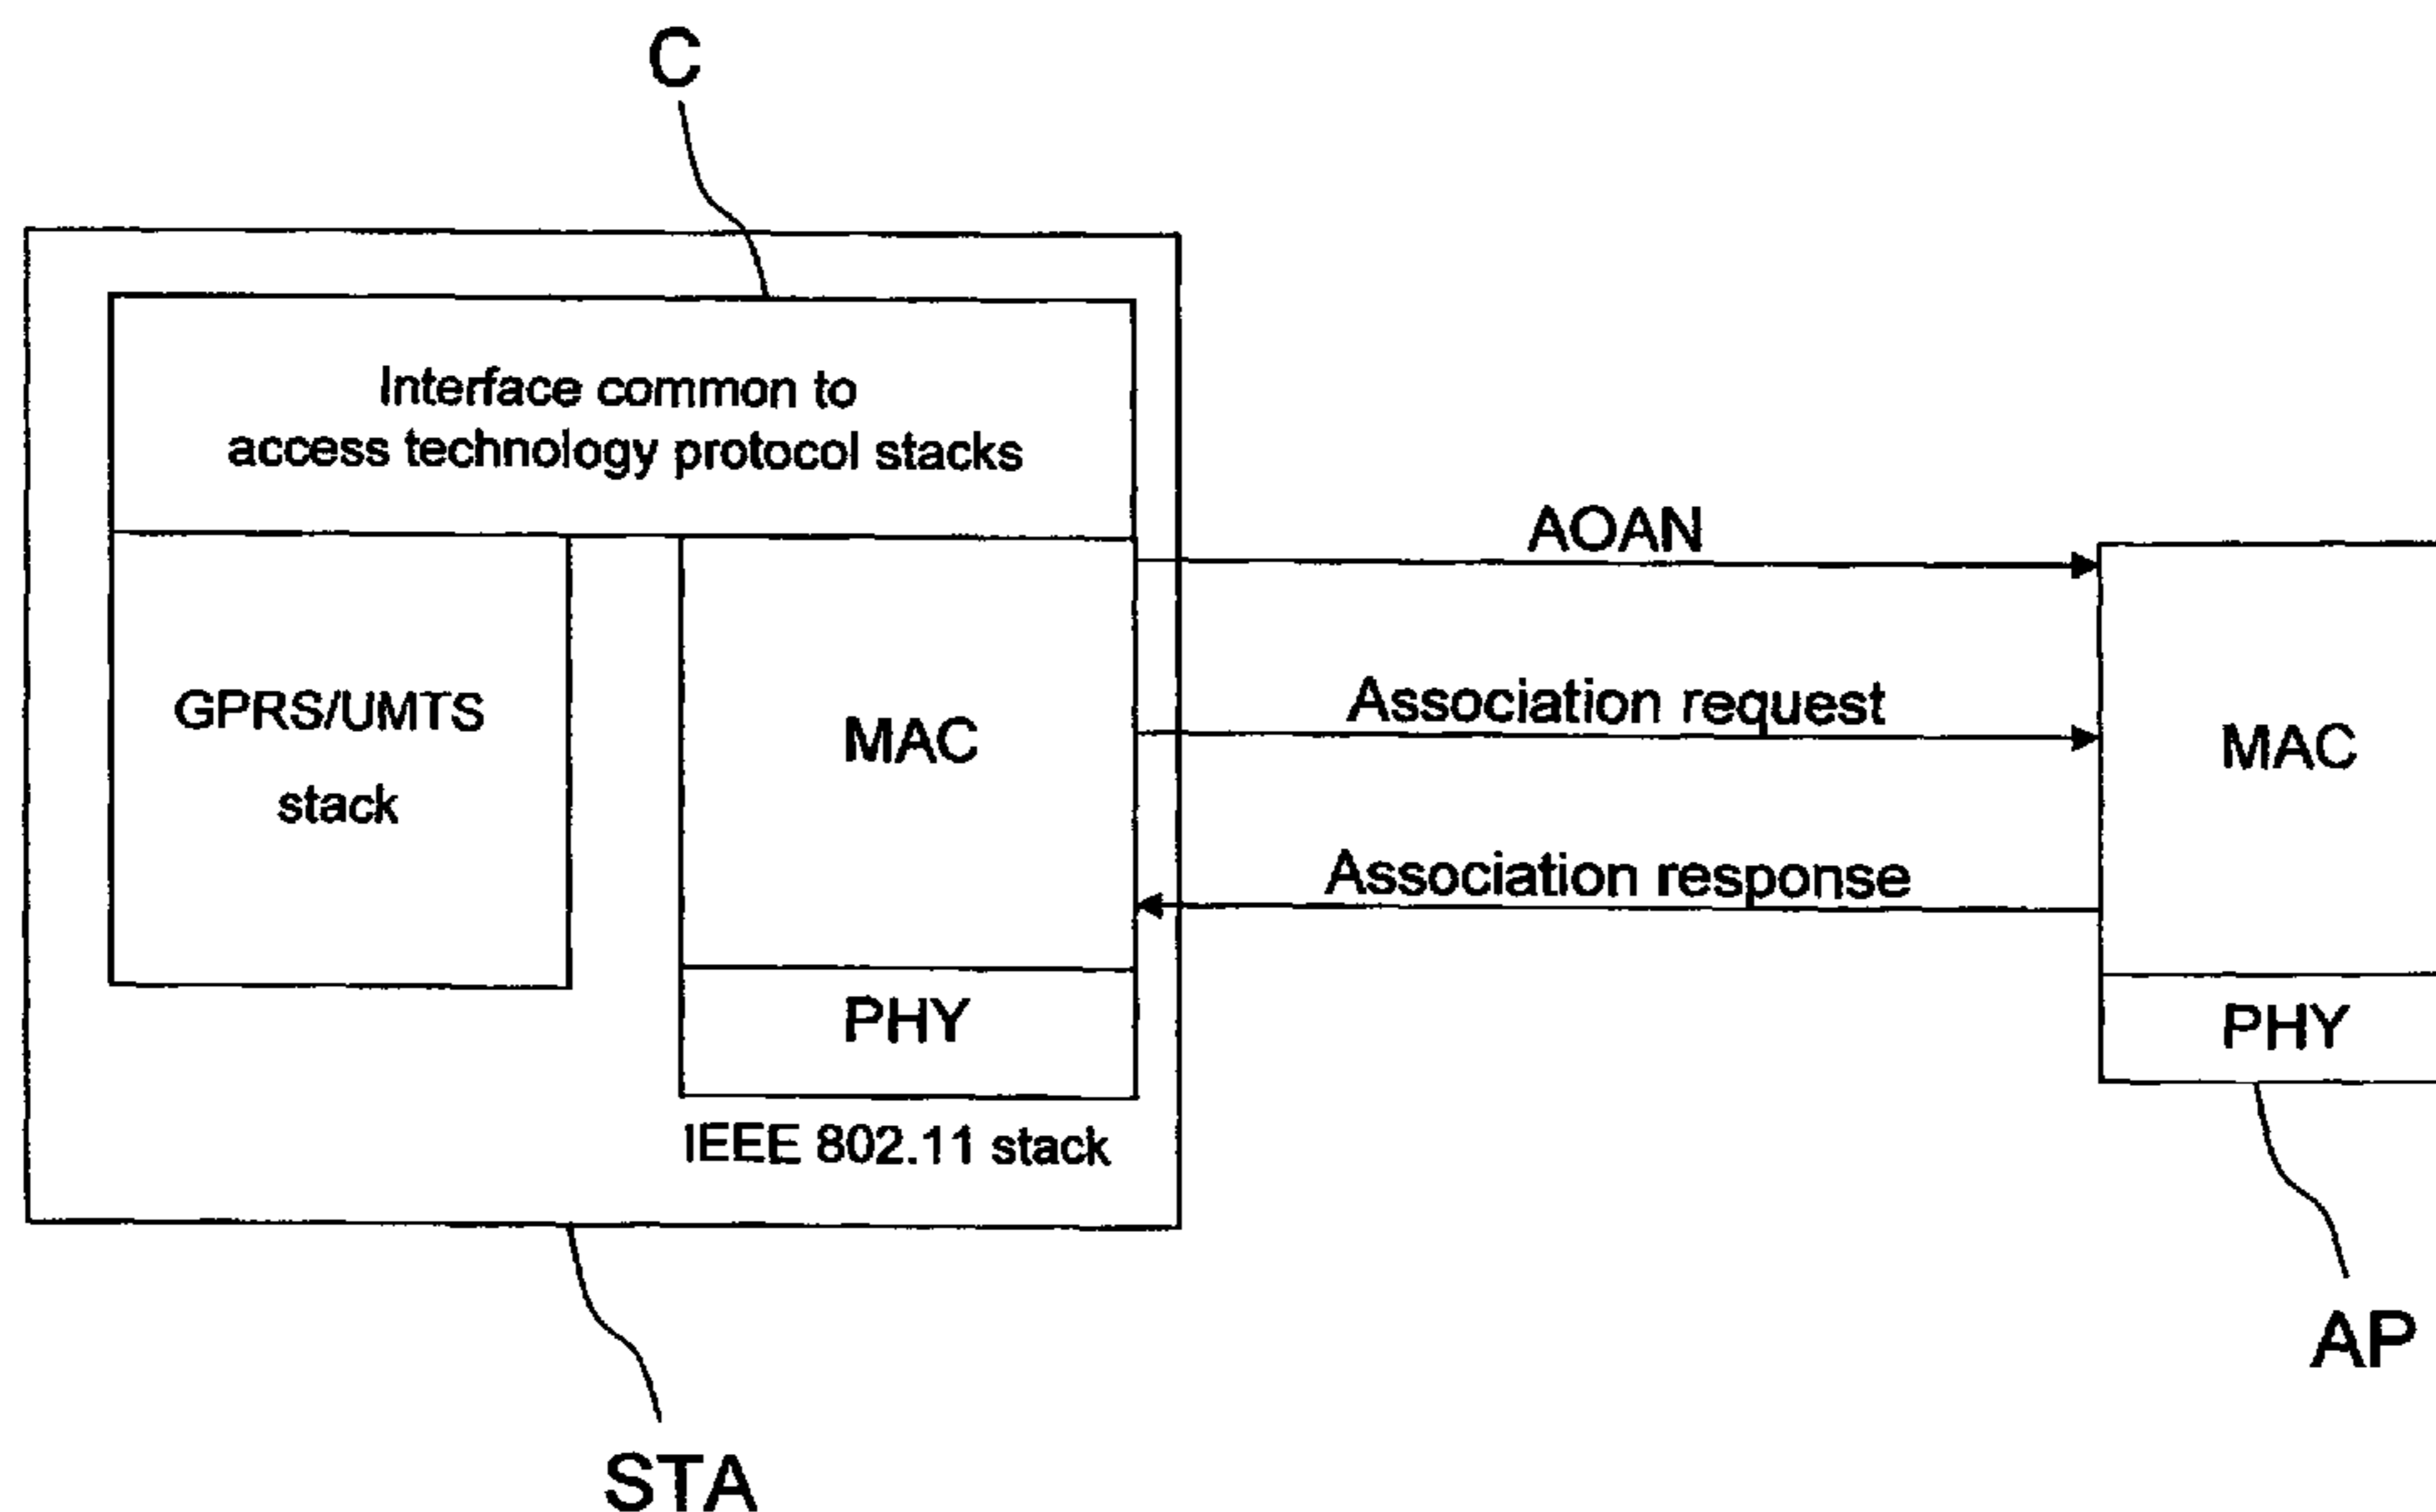 C
Interface common to
access technology protocol stacks
AOAN
GPRS/UMTS
stack
MAC
Association request
MAC
Association response
PHY
PHY
IEEE 802.11 stack
AP
STA